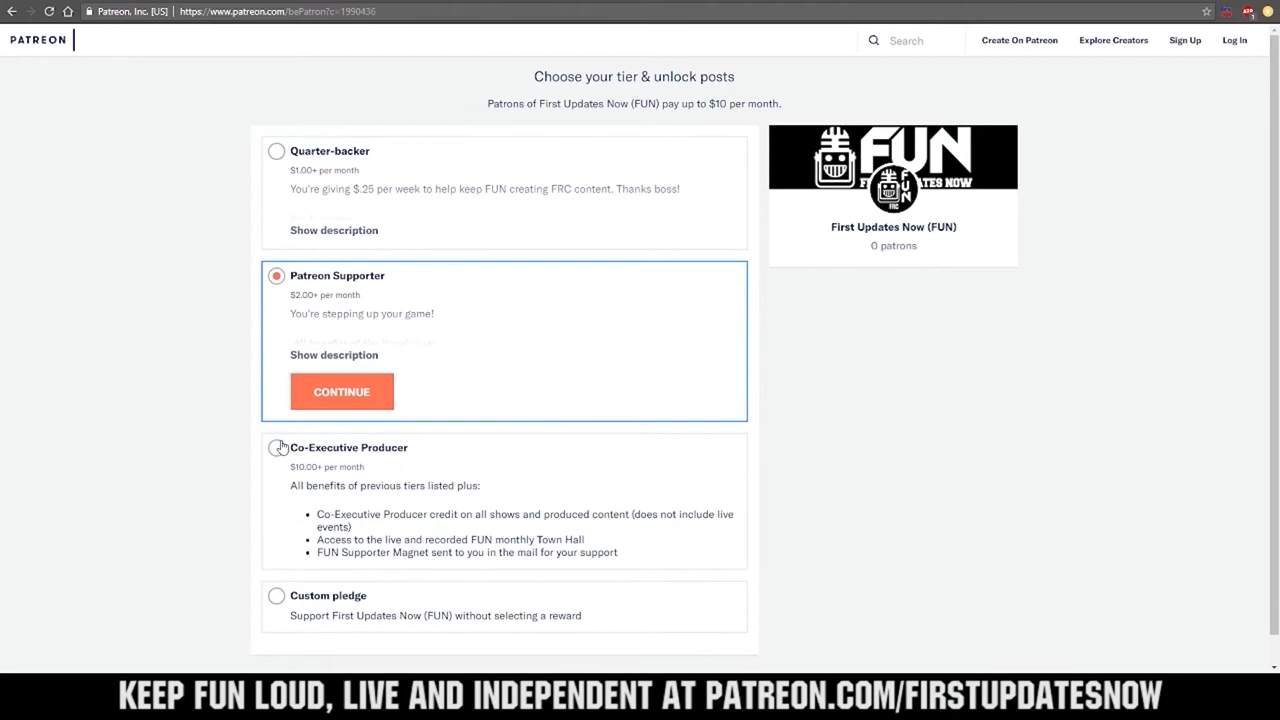 Patreon, Inc. [US]
https://www.patreon.com/bePatron?c=1990436
PATREON
Search
Create On Patreon
Explore Creators
Sign Up
Log In
Choose your tier & unlock posts
Patrons of First Updates Now (FUN) pay up to $10 per month.
Quarter-backer
$1.00+ per month
You're giving $.25 per week to help keep FUN creating FRC content. Thanks boss!
Show description
Patreon Supporter
$2.00+ per month
You're stepping up your game!
Show description
CONTINUE
Co-Executive Producer
$10.00+ per month
All benefits of previous tiers listed plus:
Co-Executive Producer credit on all shows and produced content (does not include live
events)
Access to the live and recorded FUN monthly Town Hall
FUN Supporter Magnet sent to you in the mail for your support
Custom pledge
Support First Updates Now (FUN) without selecting a reward
FUN
ATES NOW
FUN
FRC
First Updates Now (FUN)
0 patrons
KEEP FUN LOUD, LIVE AND INDEPENDENT AT PATREON.COM/FIRSTUPDATESNOW